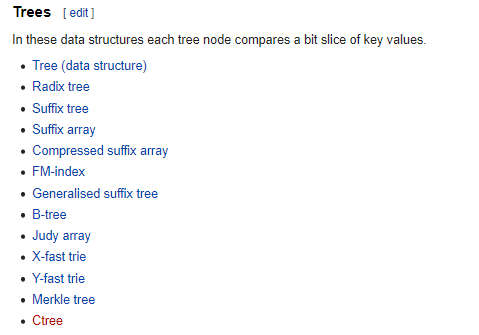 Trees [ edit ]
In these data structures each tree node compares a bit slice of key values.
• Tree (data structure)
• Radix tree
• Suffix tree
• Suffix array
• Compressed suffix array
• FM-index
• Generalised suffix tree
• B-tree
• Judy array
• X-fast trie
• Y-fast trie
• Merkle tree
• Ctree